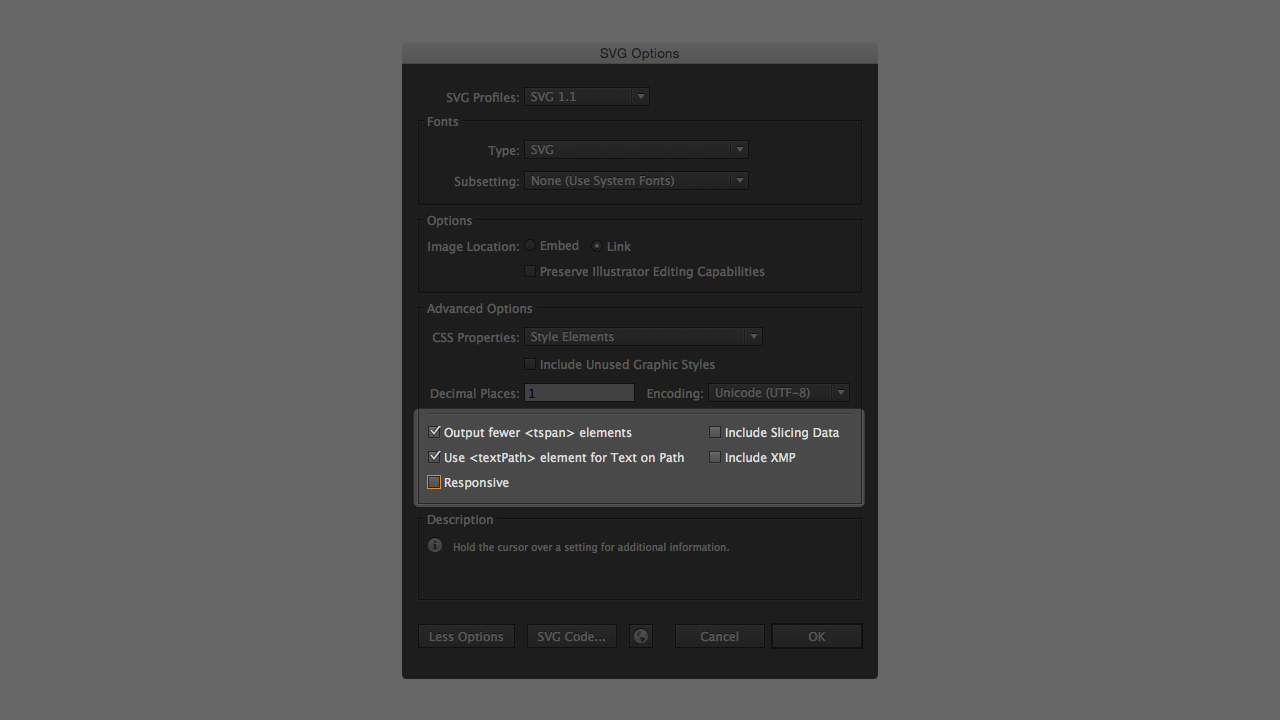 SVG Options
SVG Profiles: SVG 1.1
Fonts
Type: SVG
Subsetting: None (Use System Fonts)
Options
Image Location: Embed Link
Preserve Illustrator Editing Capabilities
Advanced Options
CSS Properties: Style Elements
Include Unused Graphic Styles
Decimal Places: 1 Encoding: Unicode (UTF-8)
Output fewer <tspan> elements Include Slicing Data
Use <textPath> element for Text on Path Include XMP
Responsive
Description
Hold the cursor over a setting for additional information.
Less Options SVG Code... Cancel OK